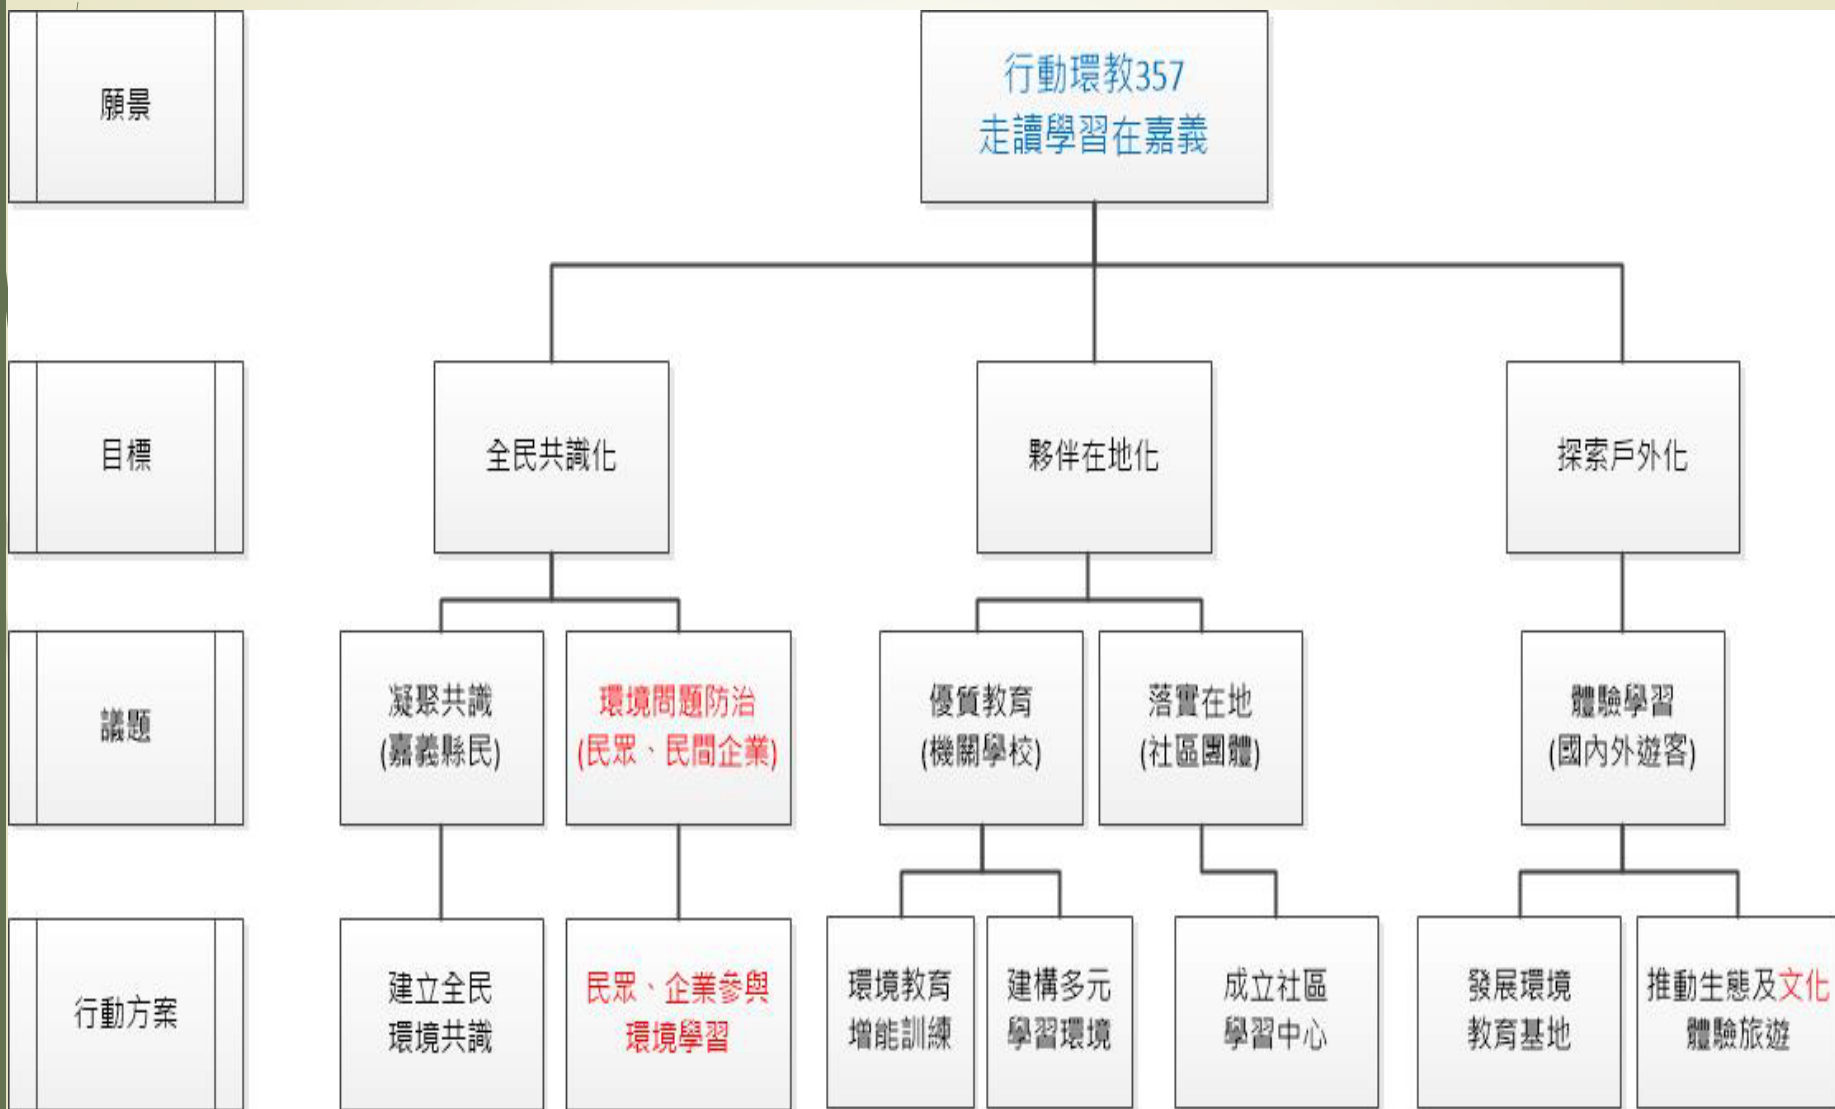 願景
行動環教357
走讀學習在嘉義
目標
全民共識化
夥伴在地化
探索戶外化
議題
凝聚共識
(嘉義縣民)
環境問題防治
(民眾、民間企業)
優質教育
(機關學校)
落實在地
(社區團體)
體驗學習
(國內外遊客)
行動方案
建立全民
環境共識
民眾、企業參與
環境學習
環境教育
增能訓練
建構多元
學習環境
成立社區
學習中心
發展環境
教育基地
推動生態及文化
體驗旅遊